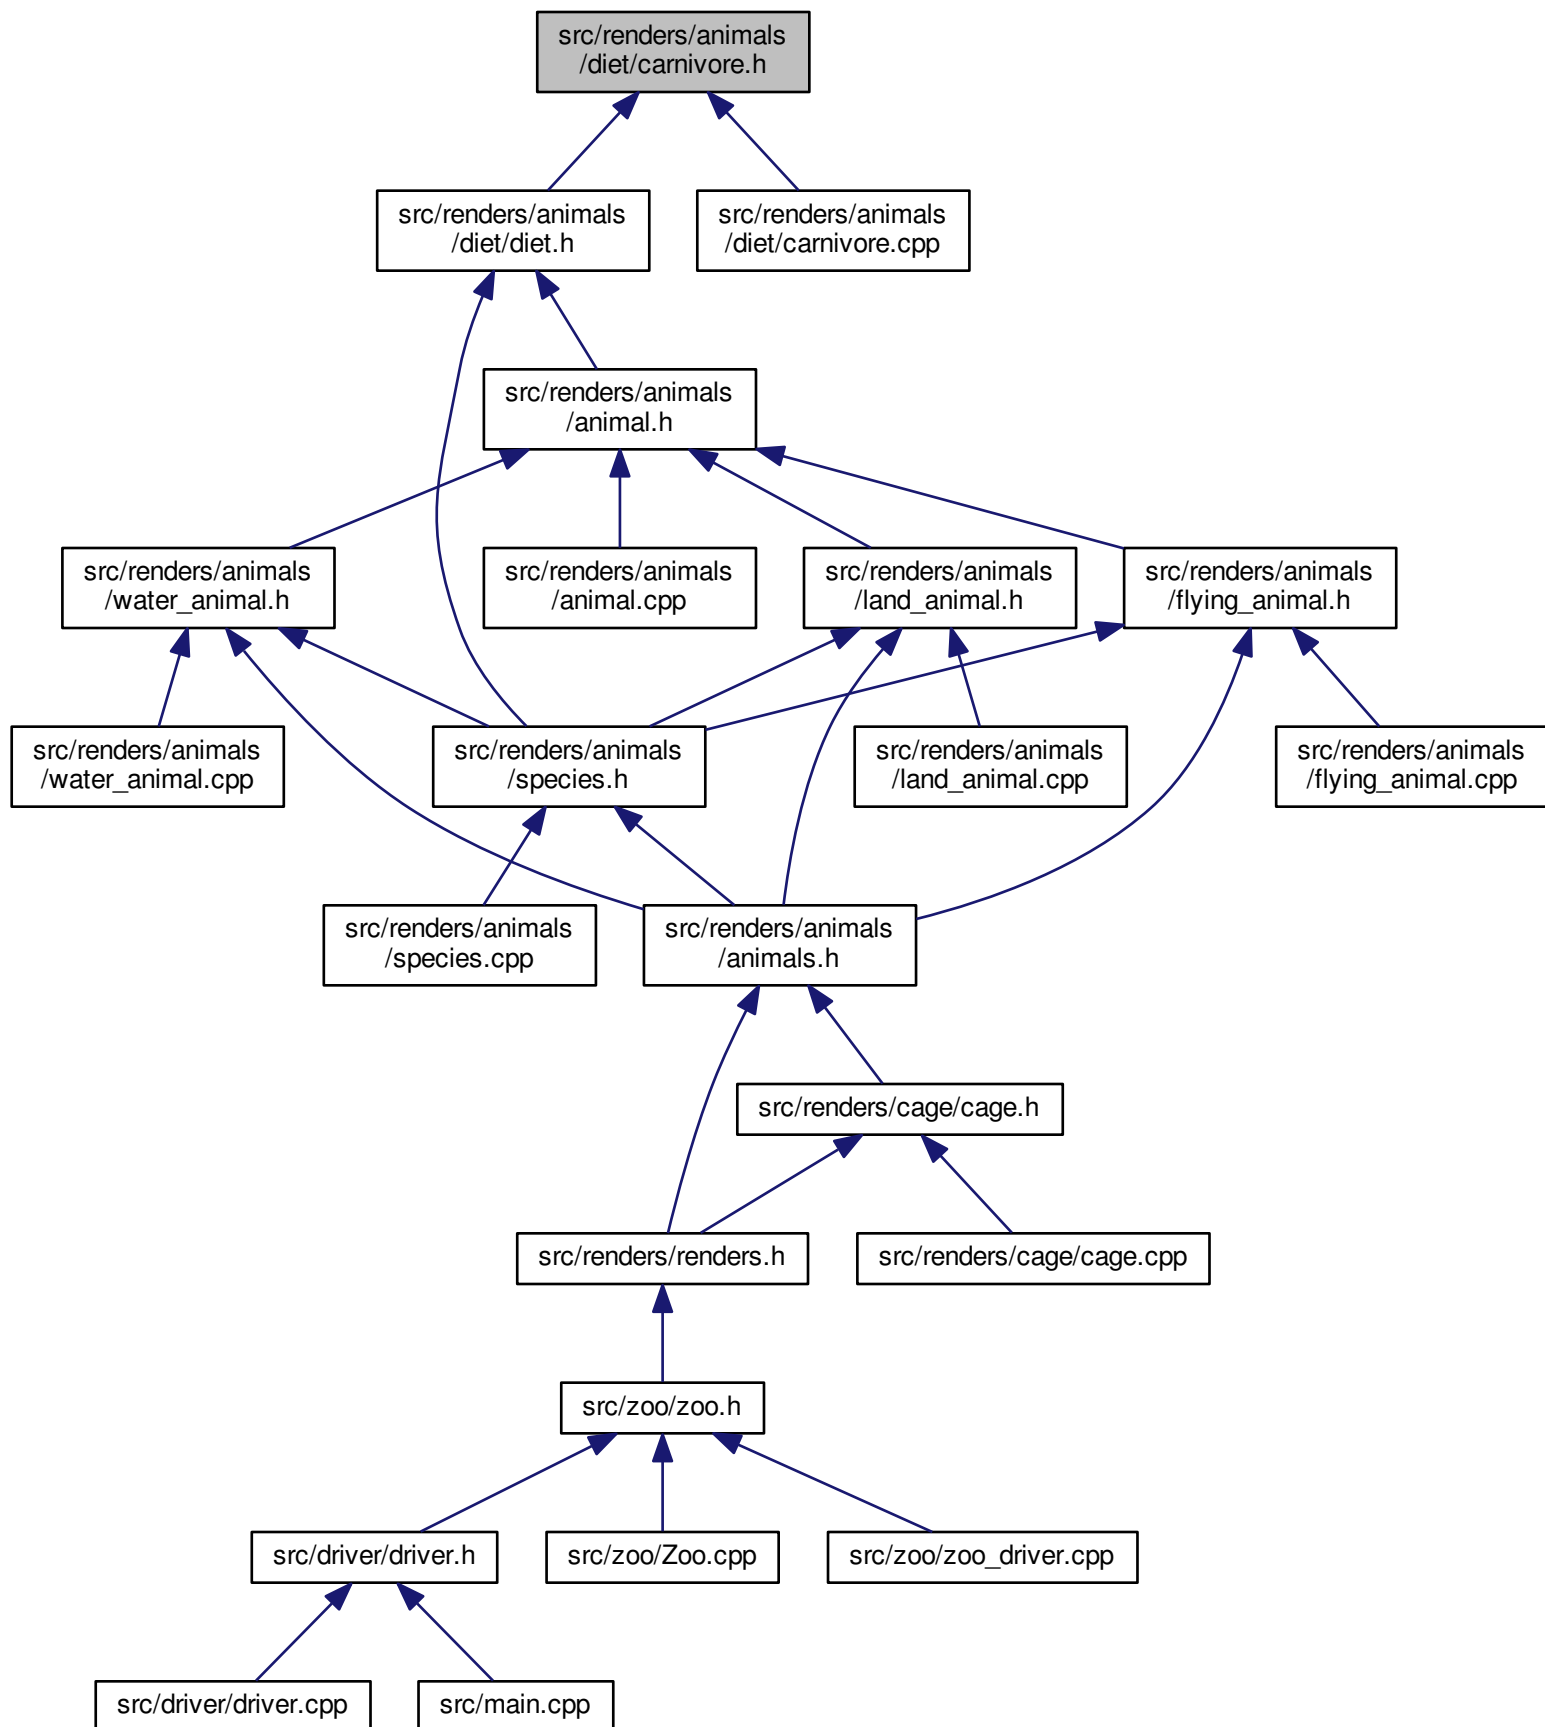 src/renders/animals
/diet/carnivore.h
src/renders/animals
/diet/diet.h
src/renders/animals
/diet/carnivore.cpp
src/renders/animals
/animal.h
src/renders/animals
/water_animal.h
src/renders/animals
/animal.cpp
src/renders/animals
/land_animal.h
src/renders/animals
/flying_animal.h
src/renders/animals
/water_animal.cpp
src/renders/animals
/species.h
src/renders/animals
/land_animal.cpp
src/renders/animals
/flying_animal.cpp
src/renders/animals
/species.cpp
src/renders/animals
/animals.h
src/renders/cage/cage.h
src/renders/renders.h
src/renders/cage/cage.cpp
src/zoo/zoo.h
src/driver/driver.h
src/zoo/Zoo.cpp
src/zoo/zoo_driver.cpp
src/driver/driver.cpp
src/main.cpp